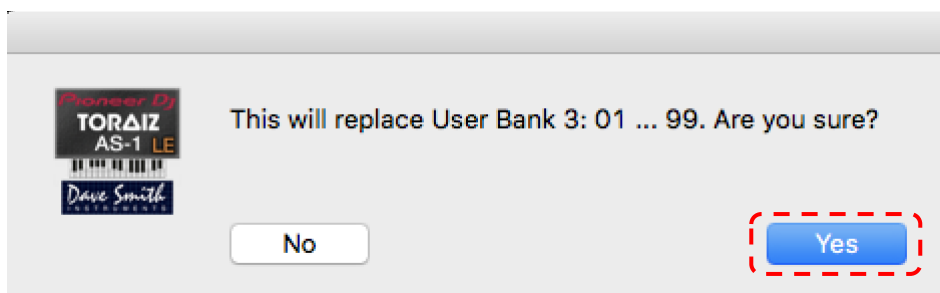 Pioneer Dj
TORΔIZ
AS-1 LE
Dave Smith
INSTRUMENTS
This will replace User Bank 3: 01 ... 99. Are you sure?
No
Yes